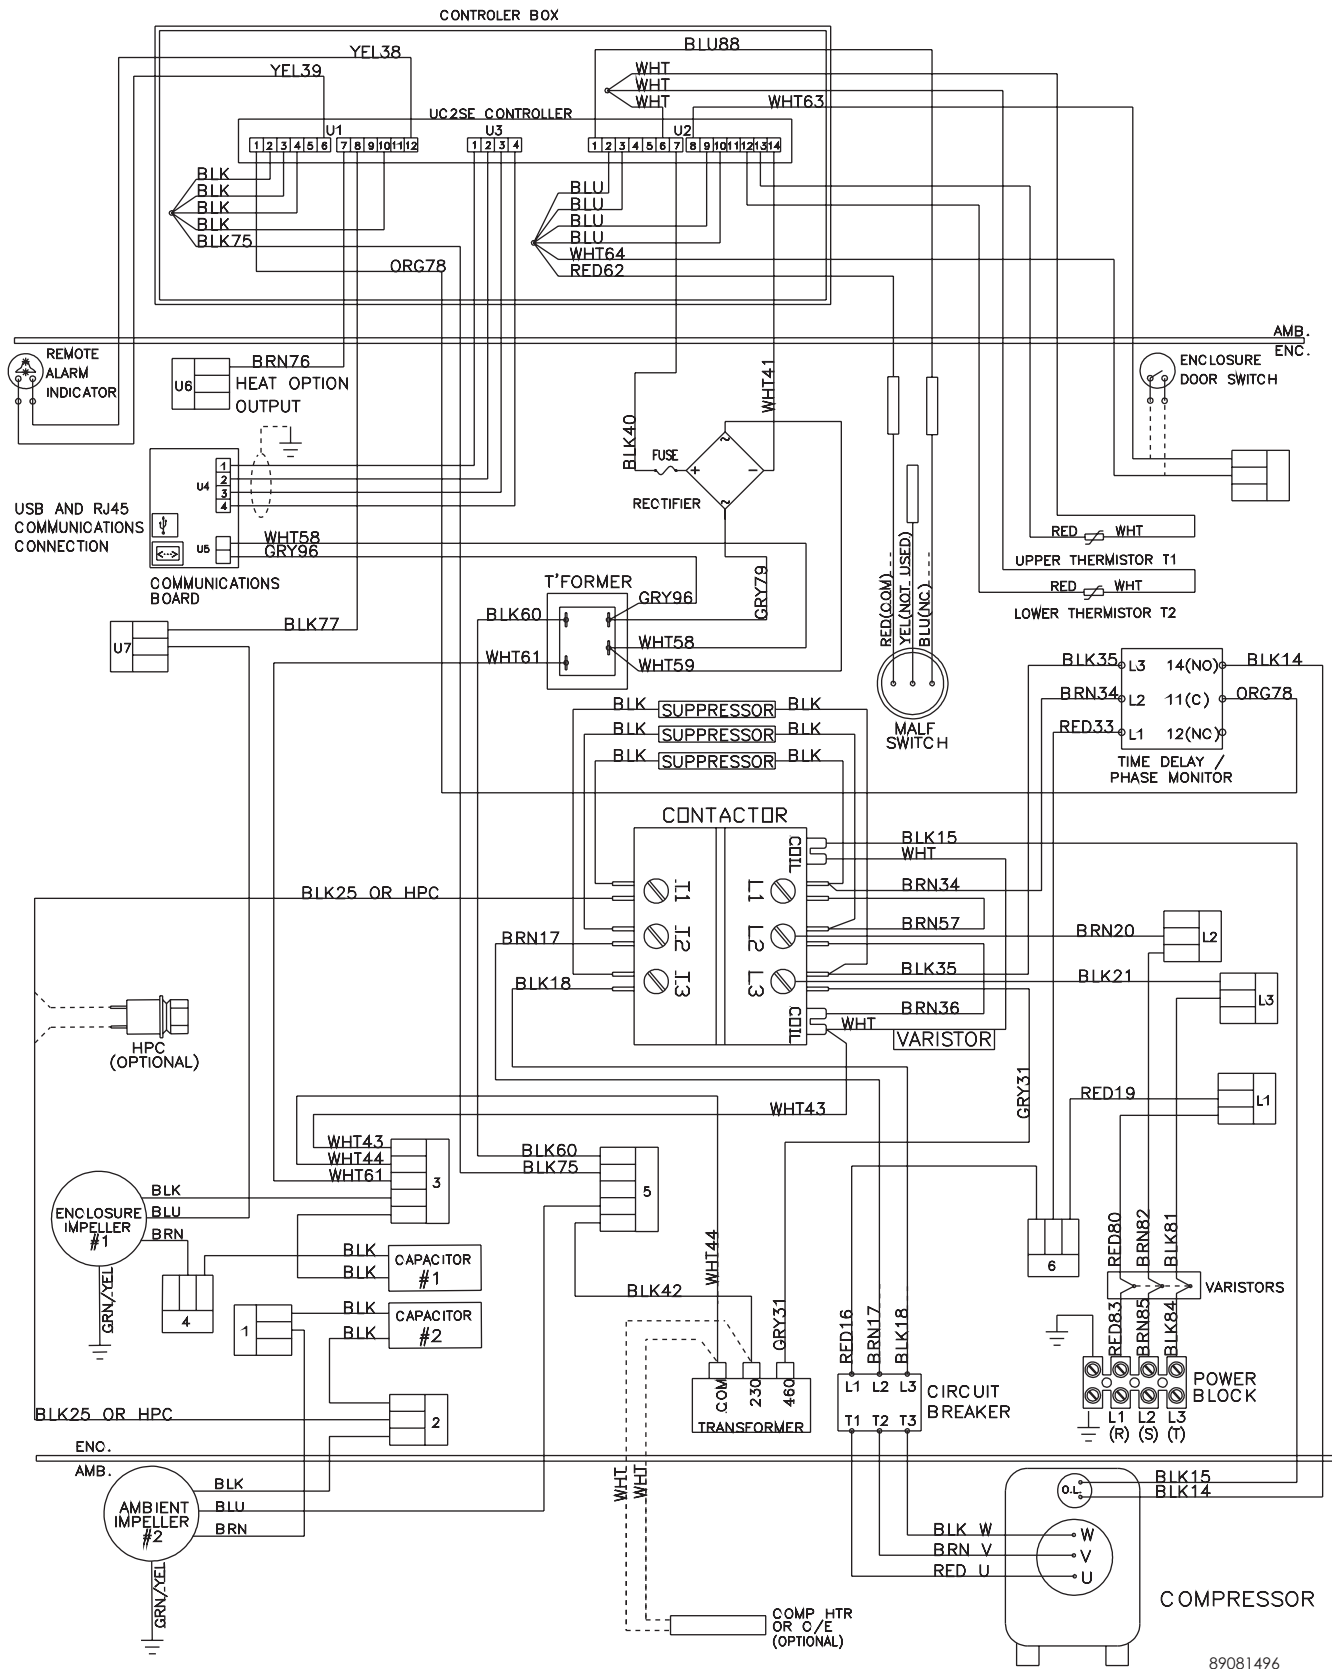 CONTROLER BOX
YEL38
YEL39
BLU88
WHT
WHT
WHT
WHT63
UC2SE CONTROLLER
U1
U3
U2
1 2 3 4 5 6 7 8 9 10 11 12
1 2 3 4
1 2 3 4 5 6 7 8 9 10 11 12 13 14
BLK
BLK
BLK
BLK
BLK75
ORG78
BLU
BLU
BLU
BLU
WHT64
RED62
AMB.
ENC.
REMOTE
ALARM
INDICATOR
U6
BRN76
HEAT OPTION
OUTPUT
BLK40
WHT41
FUSE
+
~
-
~
RECTIFIER
ENCLOSURE
DOOR SWITCH
USB AND RJ45
COMMUNICATIONS
CONNECTION
U4
1
2
3
4
U5
<··>
WHT58
GRY96
COMMUNICATIONS
BOARD
RED
WHT
UPPER THERMISTOR T1
RED
WHT
LOWER THERMISTOR T2
T'FORMER
GRY96
GRY79
BLK60
WHT61
WHT58
WHT59
RED(COM)
YEL(NOT USED)
BLU(NC)
MALF
SWITCH
U7
BLK77
BLK35
L3
14(NO)
BLK14
BRN34
L2
11(C)
ORG78
RED33
L1
12(NC)
TIME DELAY /
PHASE MONITOR
BLK
SUPPRESSOR
BLK
BLK
SUPPRESSOR
BLK
BLK
SUPPRESSOR
BLK
CONTACTOR
COIL
BLK15
WHT
T1
L1
BRN34
BLK25 OR HPC
BRN57
T2
L2
BRN17
BRN20
L2
BLK35
T3
L3
BLK18
BLK21
L3
BRN36
COIL
WHT
VARISTOR
HPC
(OPTIONAL)
GRY31
RED19
L1
WHT43
WHT43
WHT44
WHT61
3
BLK60
BLK75
5
ENCLOSURE
IMPELLER
#1
BLK
BLU
BRN
GRN/YEL
BLK
BLK
CAPACITOR
#1
BLK
BLK
CAPACITOR
#2
4
1
2
BLK42
WHT44
GRY31
RED16
BRN17
BLK18
6
RED80
BRN82
BLK81
VARISTORS
RED83
BRN85
BLK84
POWER
BLOCK
L1
(R)
L2
(S)
L3
(T)
COM
230
460
TRANSFORMER
L1 L2 L3
T1 T2 T3
CIRCUIT
BREAKER
BLK25 OR HPC
ENC.
AMB.
AMBIENT
IMPELLER
#2
BLK
BLU
BRN
GRN/YEL
WHT
WHT
COMP HTR
OR C/E
(OPTIONAL)
O.L.
BLK15
BLK14
BLK W
BRN V
RED U
W
V
U
COMPRESSOR
89081496